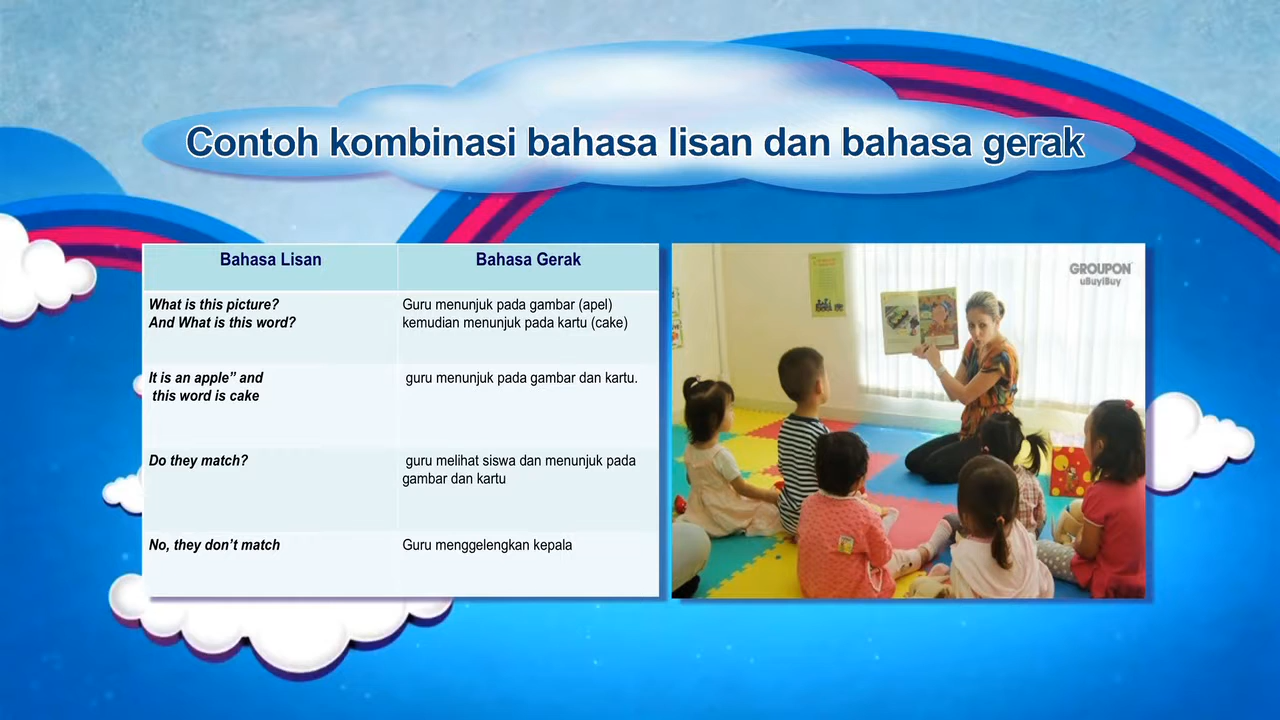 Contoh kombinasi bahasa lisan dan bahasa gerak
Bahasa Lisan
Bahasa Gerak
What is this picture?
And What is this word?
Guru menunjuk pada gambar (apel)
kemudian menunjuk pada kartu (cake)
It is an apple” and
this word is cake
guru menunjuk pada gambar dan kartu.
Do they match?
guru melihat siswa dan menunjuk pada
gambar dan kartu
No, they don’t match
Guru menggelengkan kepala
GROUPON
uBuyiBuy